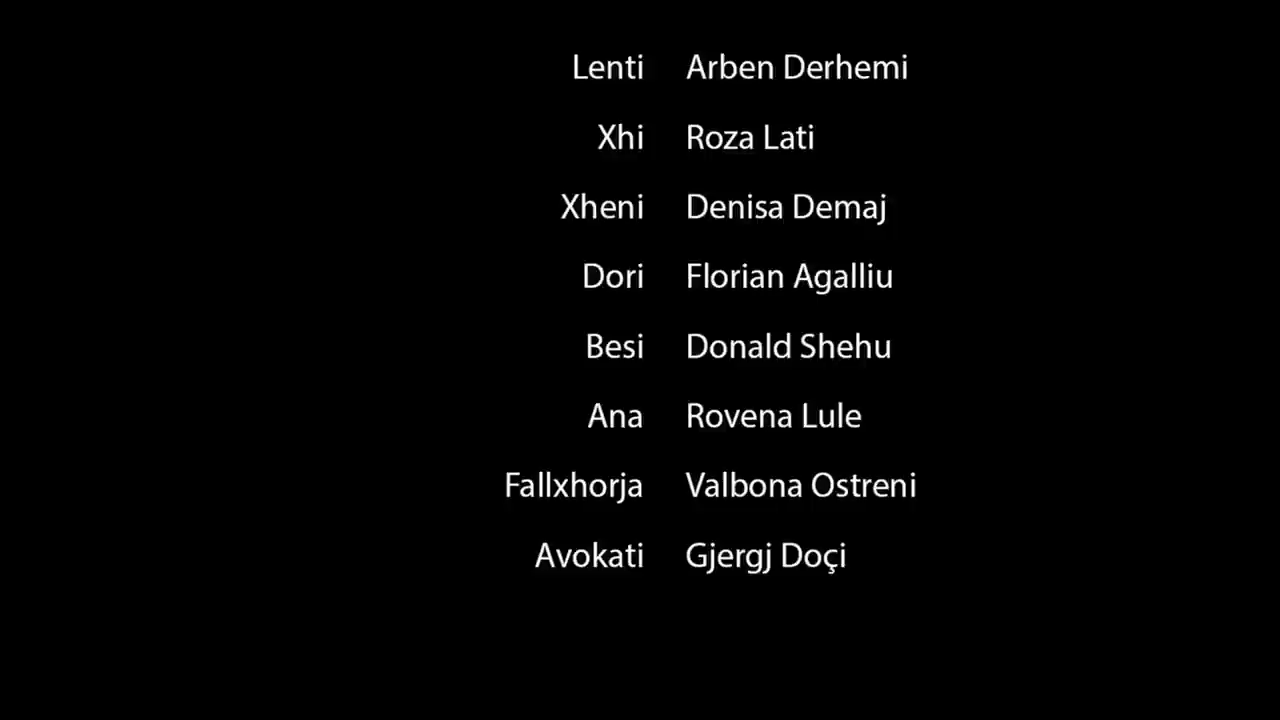 Lenti Arben Derhemi
Xhi Roza Lati
Xheni Denisa Demaj
Dori Florian Agalliu
Besi Donald Shehu
Ana Rovena Lule
Fallxhorja Valbona Ostreni
Avokati Gjergj Doçi